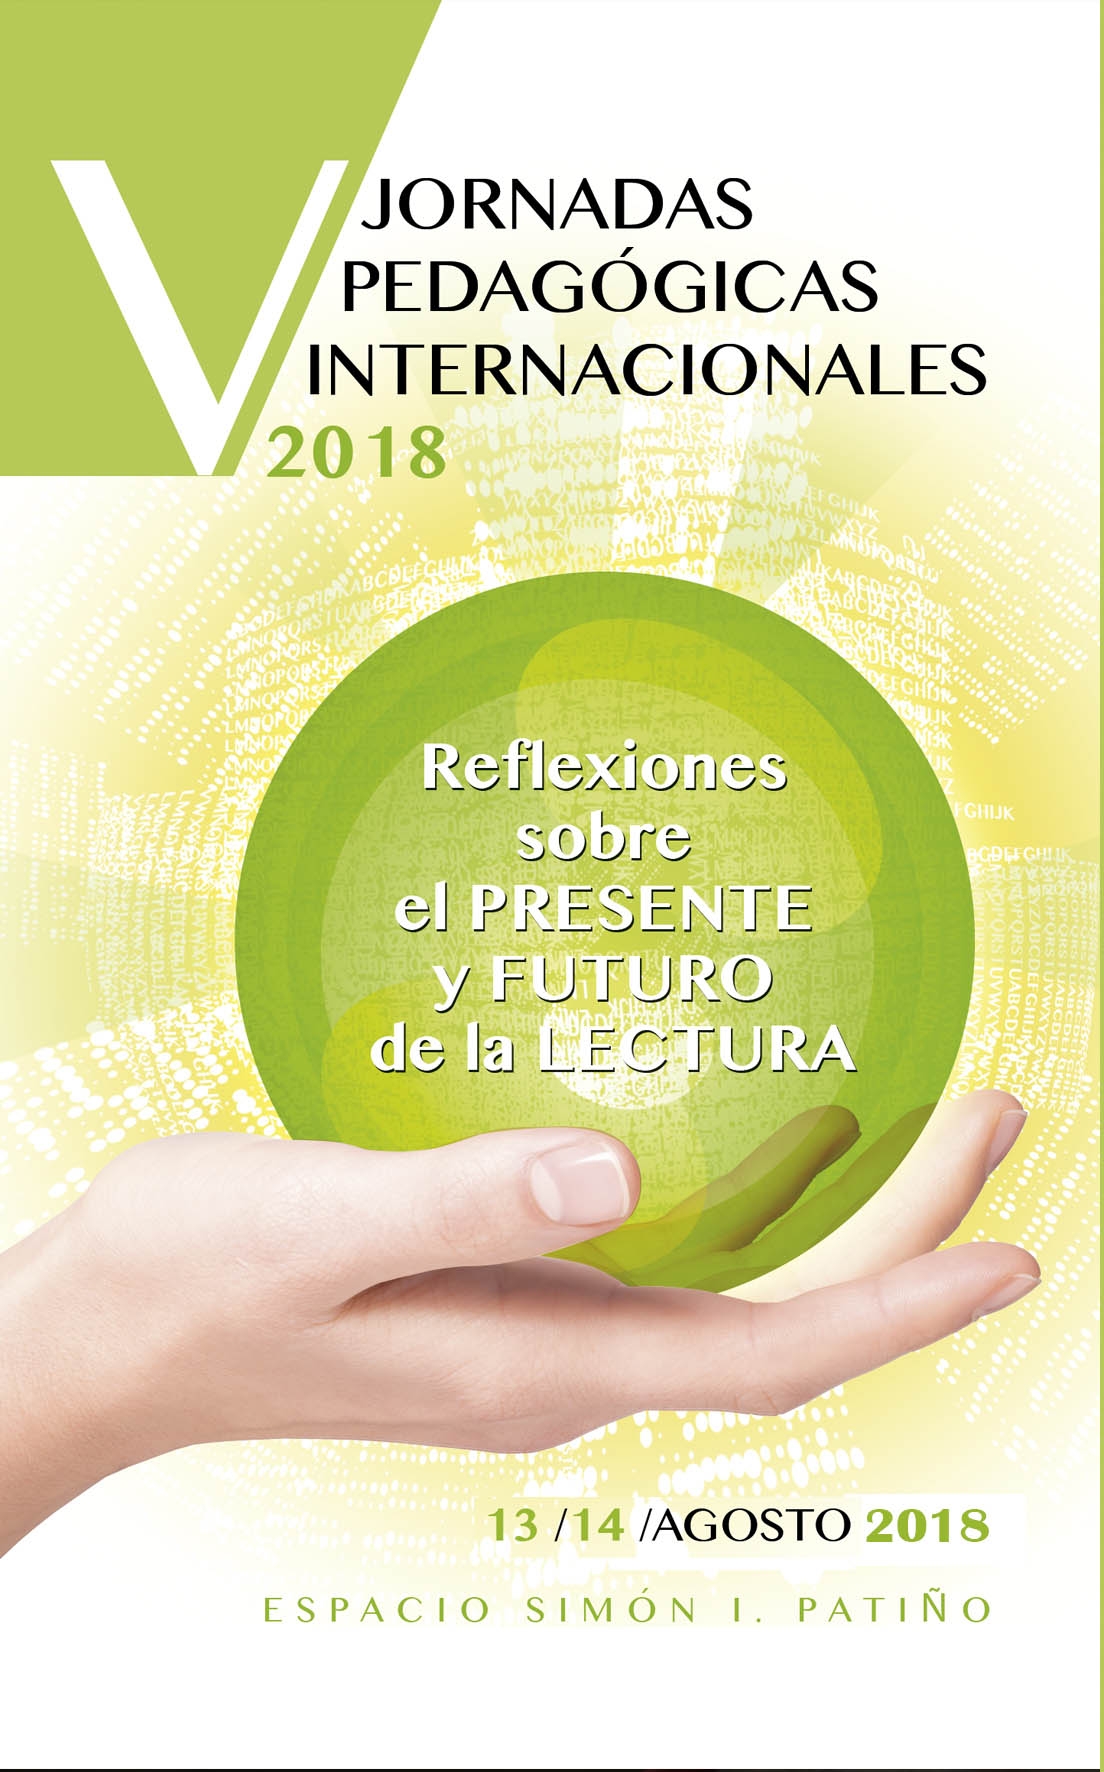 V JORNADAS
PEDAGÓGICAS
INTERNACIONALES
2018
Reflexiones
sobre
el PRESENTE
y FUTURO
de la LECTURA
13 /14 /AGOSTO 2018
ESPACIO SIMÓN I. PATIÑO